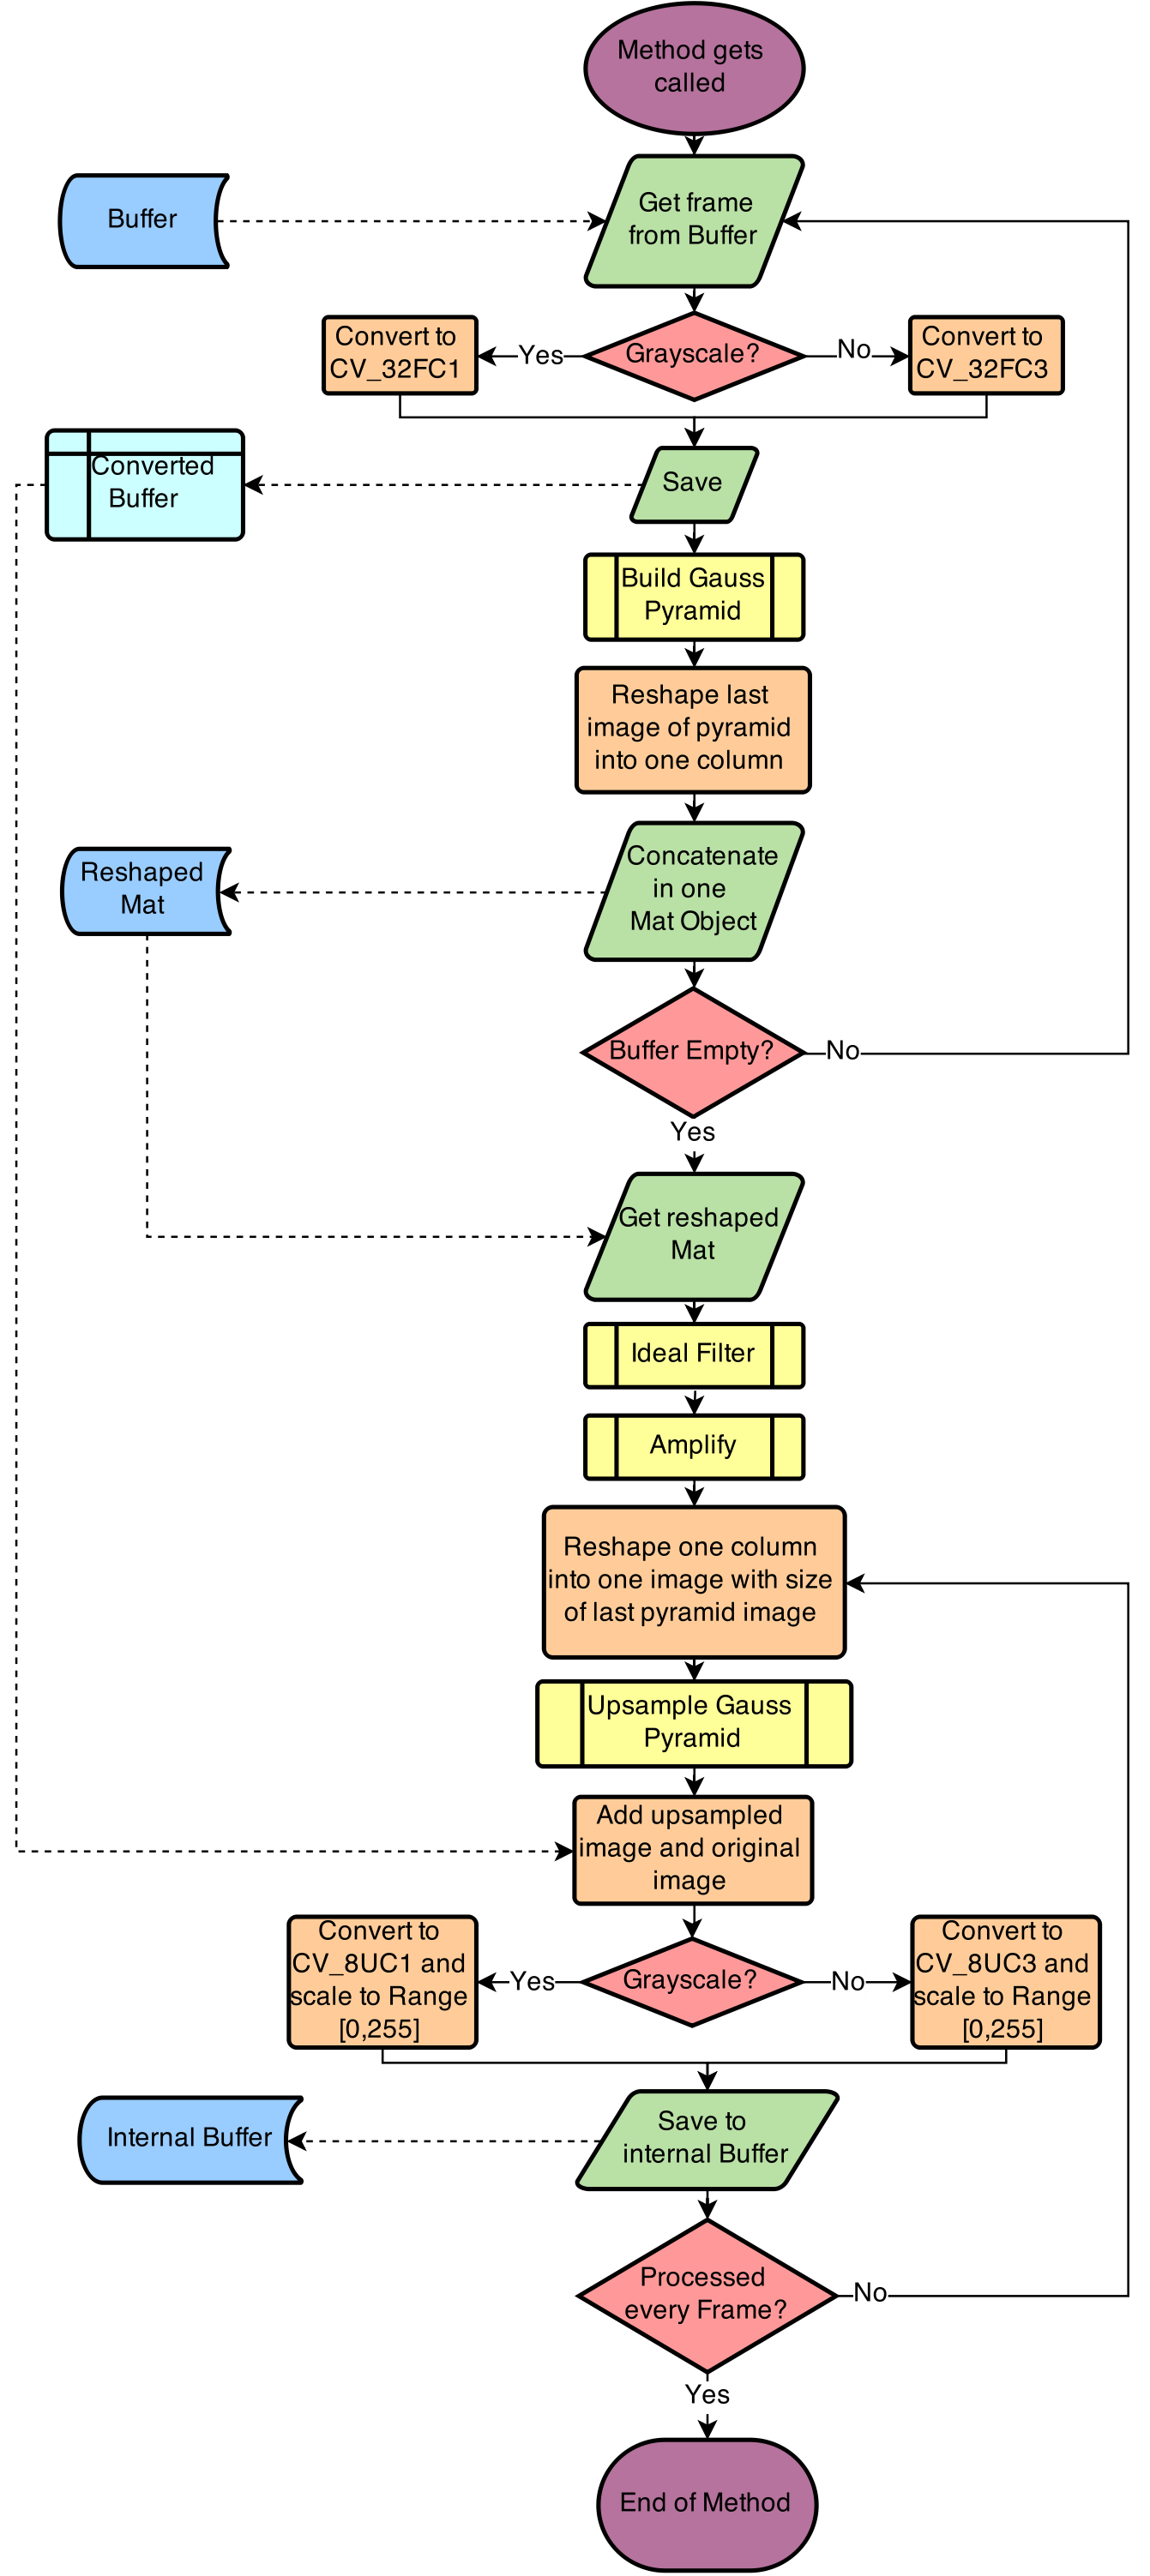 Method gets
called
Buffer
Get frame
from Buffer
Convert to
CV_32FC1
Yes
Grayscale?
No
Convert to
CV_32FC3
Converted
Buffer
Save
Build Gauss
Pyramid
Reshape last
image of pyramid
into one column
Reshaped
Mat
Concatenate
in one
Mat Object
Buffer Empty?
No
Yes
Get reshaped
Mat
Ideal Filter
Amplify
Reshape one column
into one image with size
of last pyramid image
Upsample Gauss
Pyramid
Add upsampled
image and original
image
Convert to
CV_8UC1 and
scale to Range
[0,255]
Yes
Grayscale?
No
Convert to
CV_8UC3 and
scale to Range
[0,255]
Internal Buffer
Save to
internal Buffer
Processed
every Frame?
No
Yes
End of Method